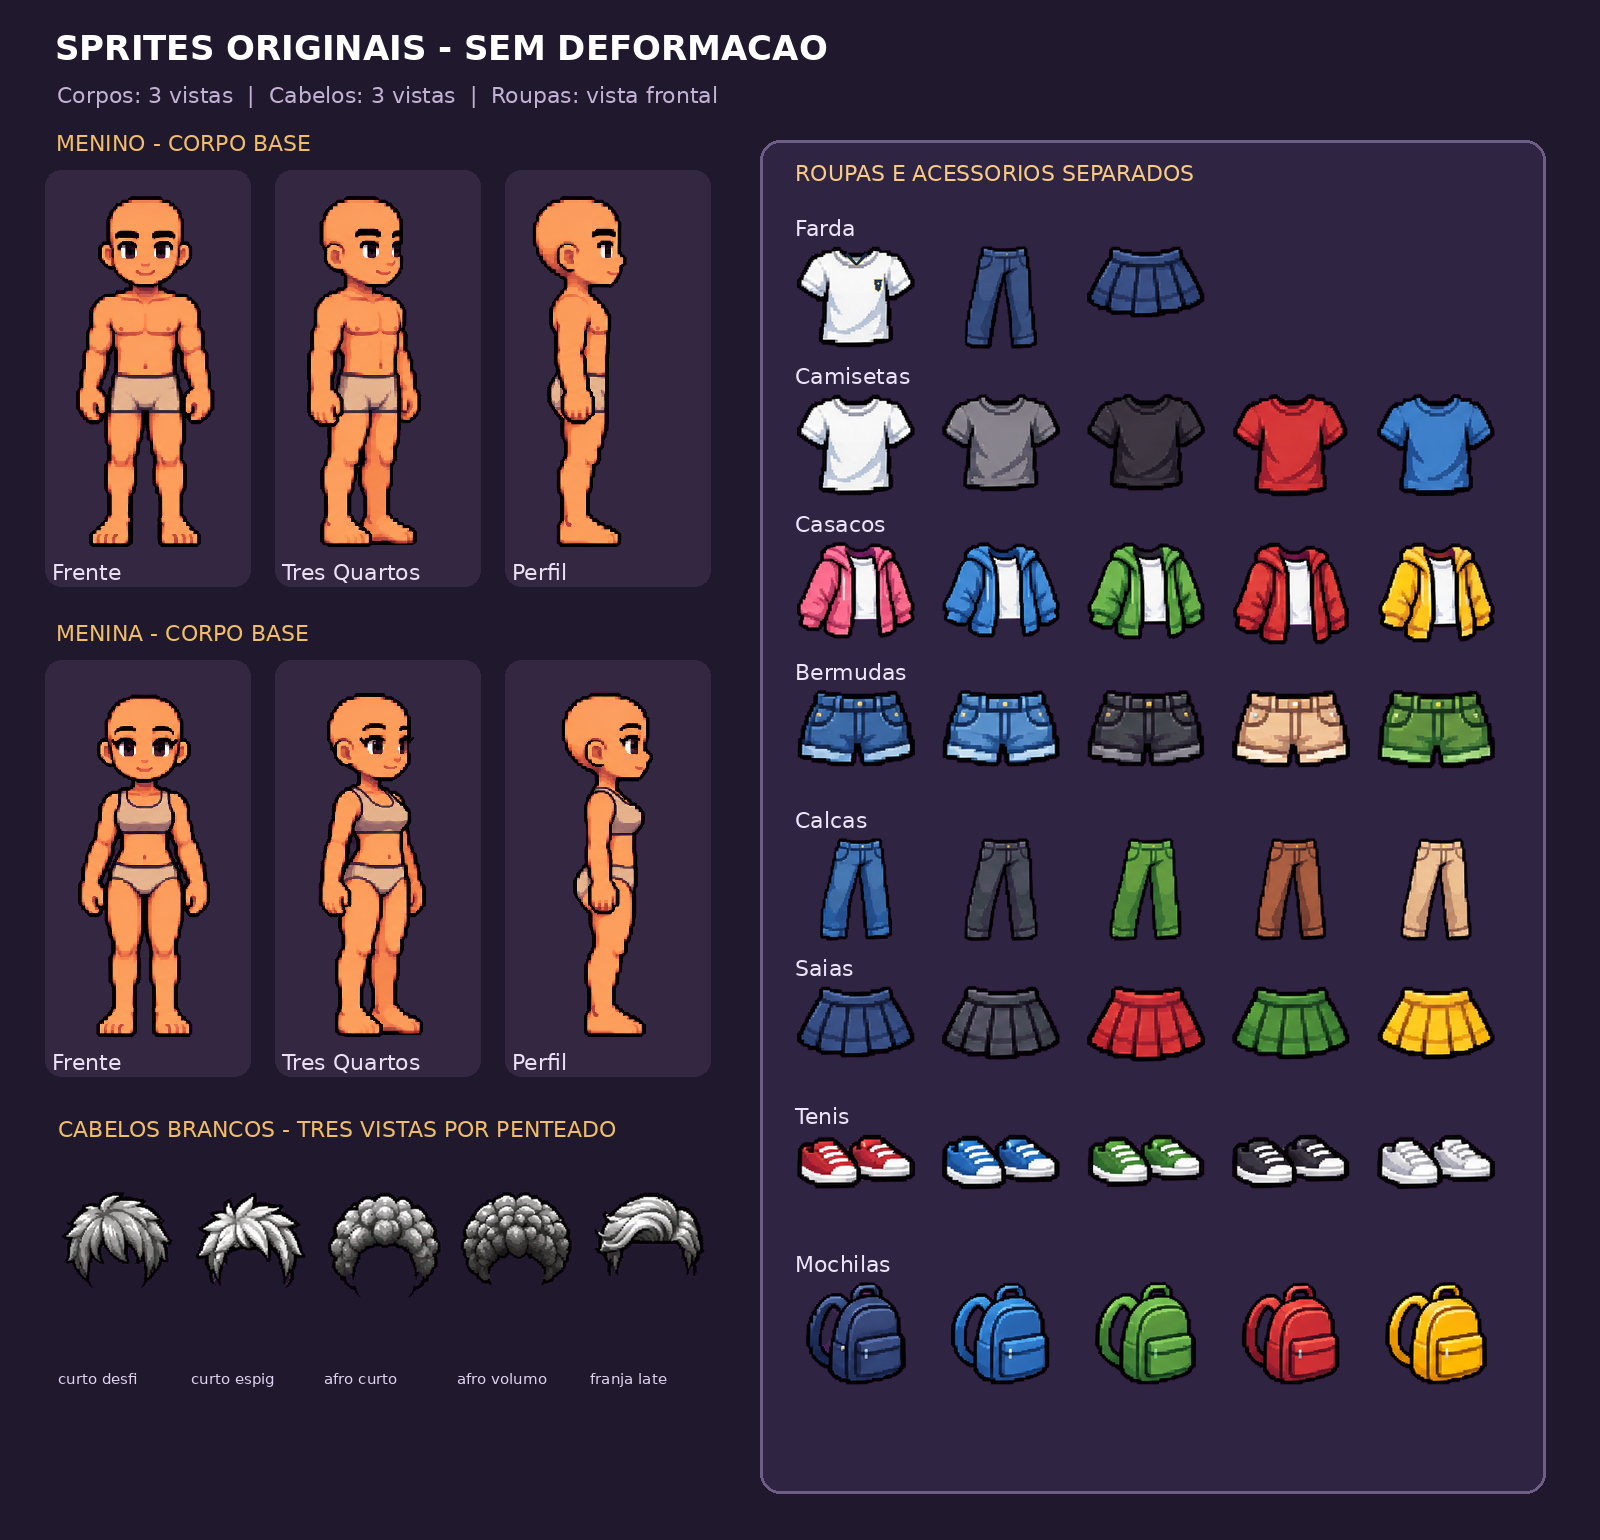 SPRITES ORIGINAIS - SEM DEFORMACAO
Corpos: 3 vistas | Cabelos: 3 vistas | Roupas: vista frontal
MENINO - CORPO BASE
Frente
Tres Quartos
Perfil
MENINA - CORPO BASE
Frente
Tres Quartos
Perfil
CABELOS BRANCOS - TRES VISTAS POR PENTEADO
curto desfi
curto espig
afro curto
afro volumo
franja late
ROUPAS E ACESSORIOS SEPARADOS
Farda
Camisetas
Casacos
Bermudas
Calcas
Saias
Tenis
Mochilas